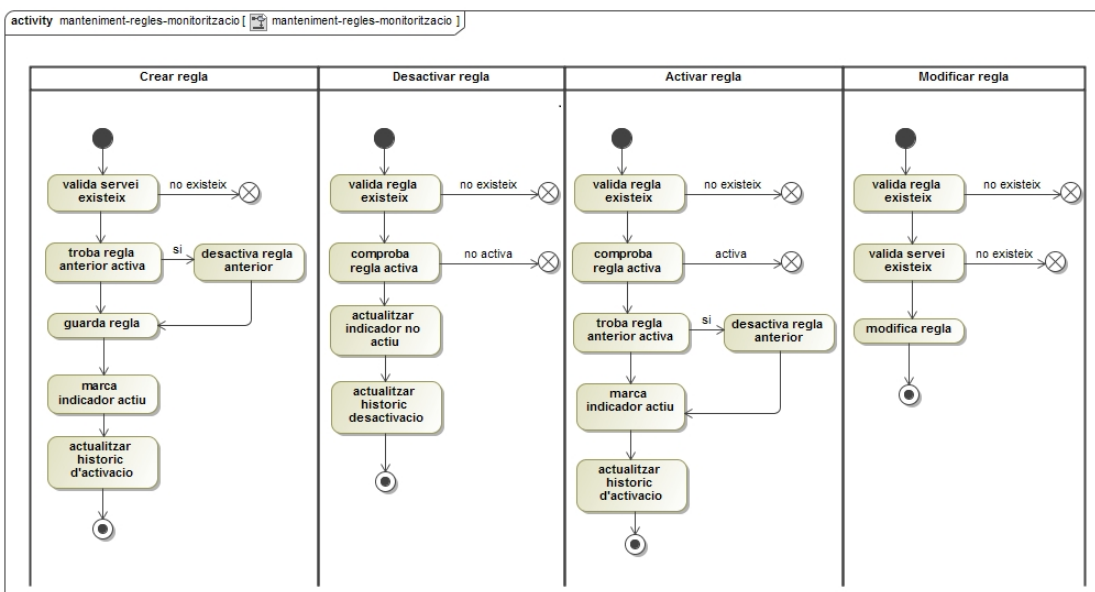 activity manteniment-regles-monitoritzacio [ manteniment-regles-monitoritzacio ]
Crear regla
valida servei
existeix
no existeix
troba regla
anterior activa
si
desactiva regla
anterior
guarda regla
marca
indicador actiu
actualitzar
historic
d'activacio
Desactivar regla
valida regla
existeix
no existeix
comproba
regla activa
no activa
actualitzar
indicador no
actiu
actualitzar
historic
desactivacio
Activar regla
valida regla
existeix
no existeix
comproba
regla activa
activa
troba regla
anterior activa
si
desactiva regla
anterior
marca
indicador actiu
actualitzar
historic
d'activacio
Modificar regla
valida regla
existeix
no existeix
valida servei
existeix
no existeix
modifica regla